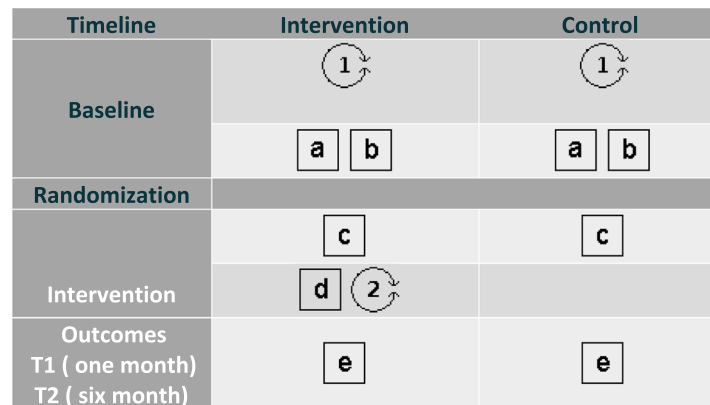 Timeline Intervention Control
1 1
Baseline
a b a b
Randomization
c c
Intervention d 2
Outcomes
T1 ( one month) e e
T2 ( six month)